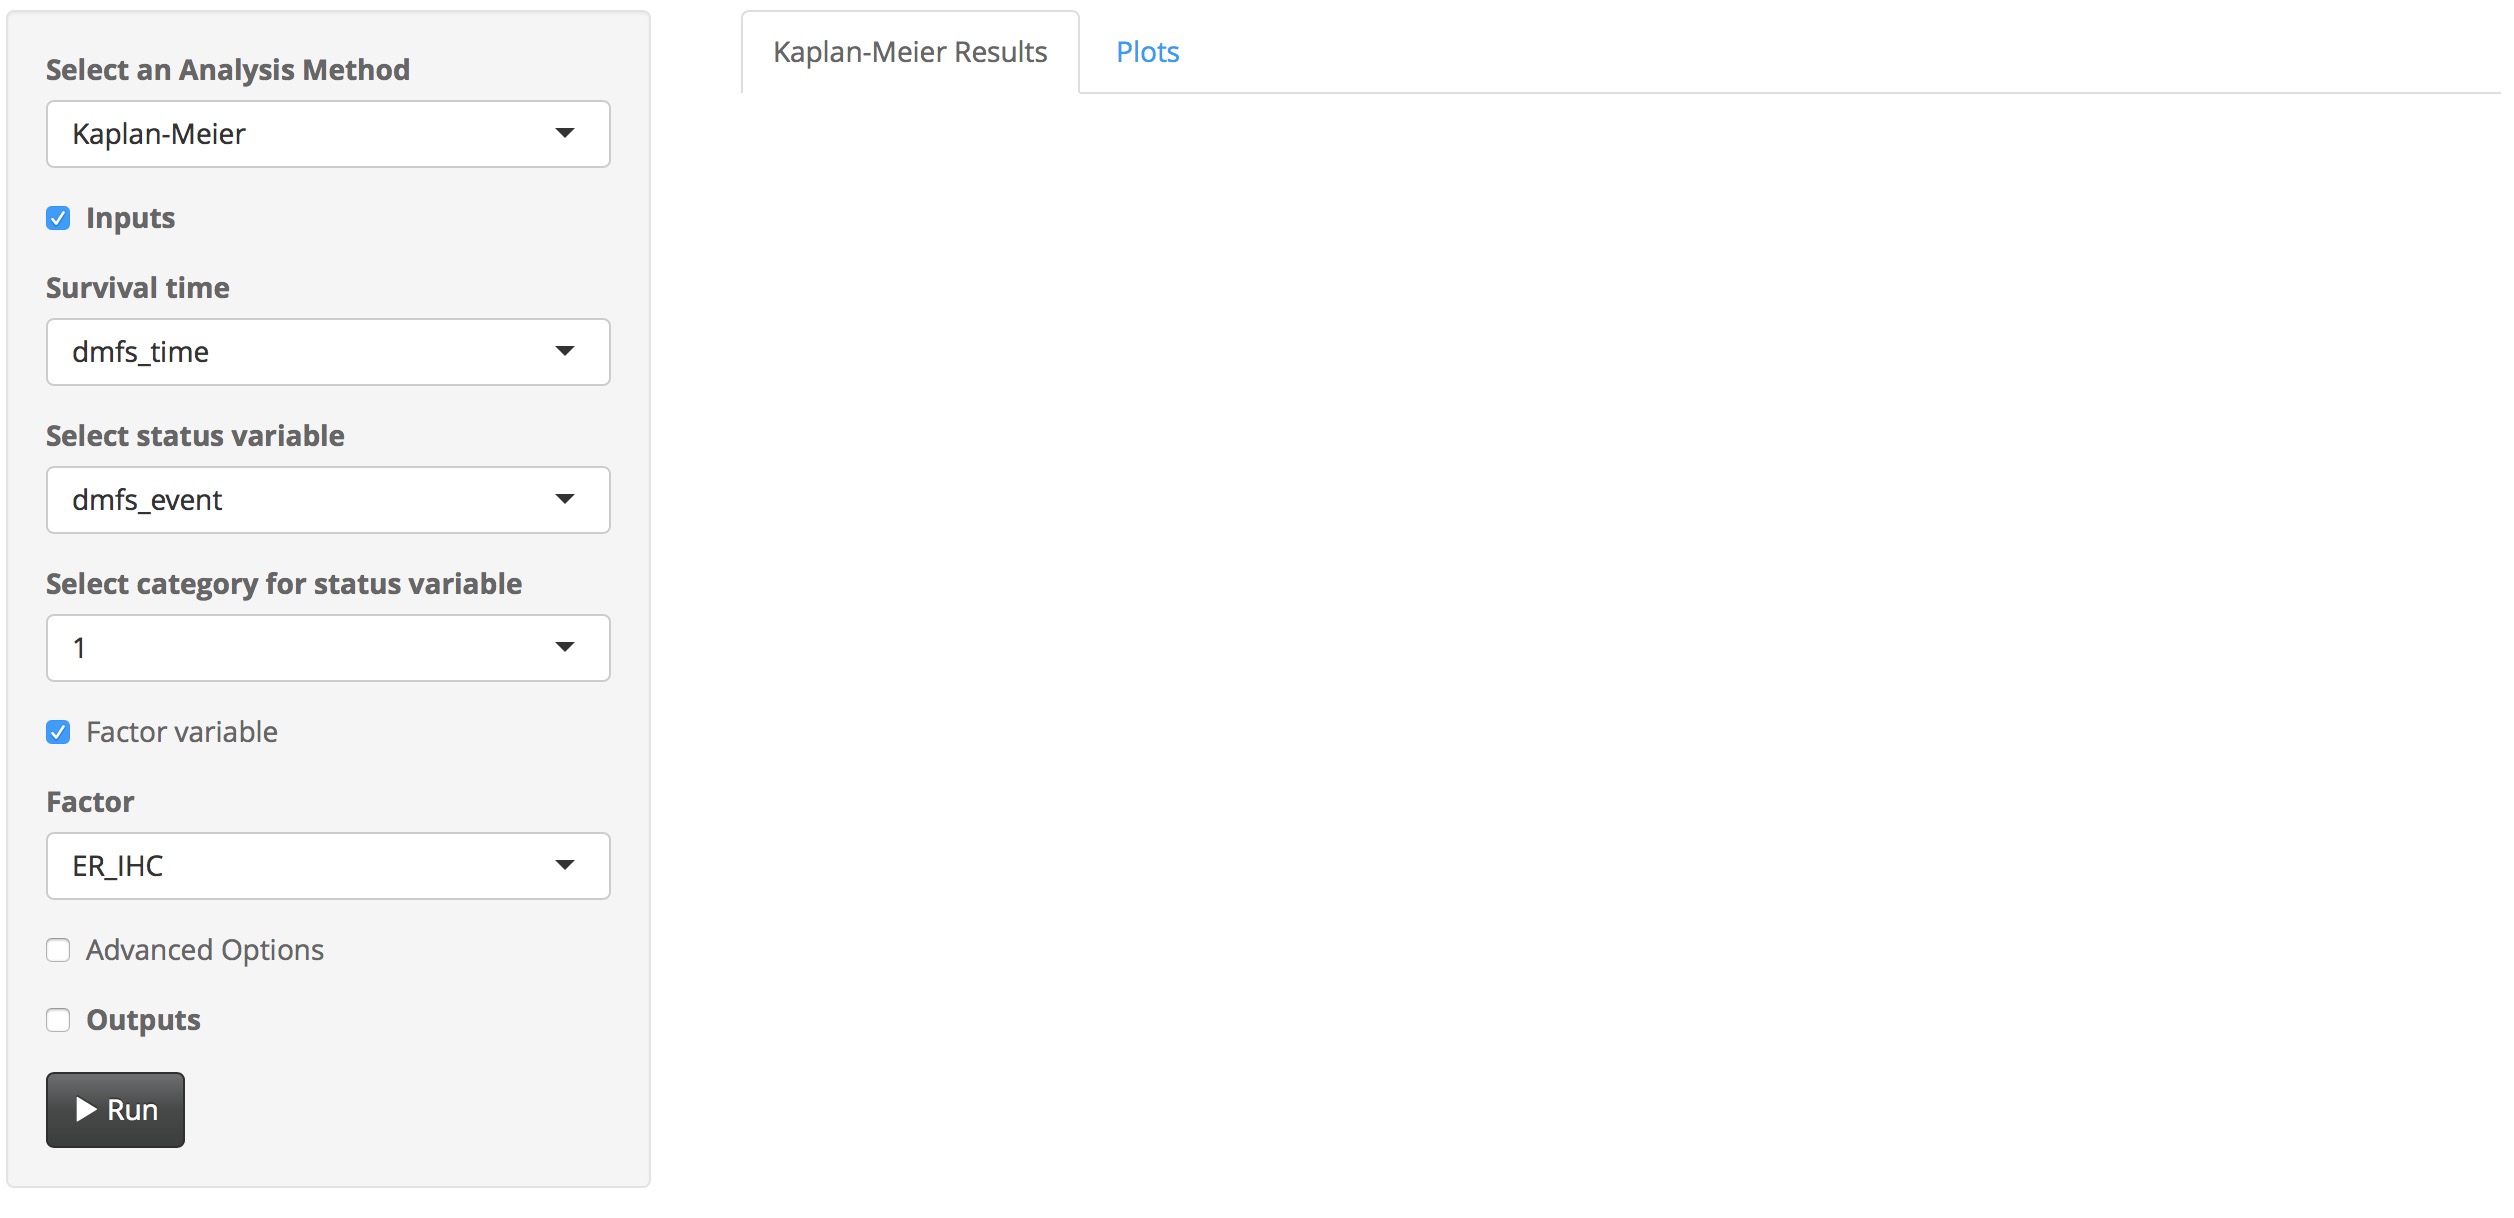 Select an Analysis Method
Kaplan-Meier
Inputs
Survival time
dmfs_time
Select status variable
dmfs_event
Select category for status variable
1
Factor variable
Factor
ER_IHC
Advanced Options
Outputs
Run
Kaplan-Meier Results
Plots